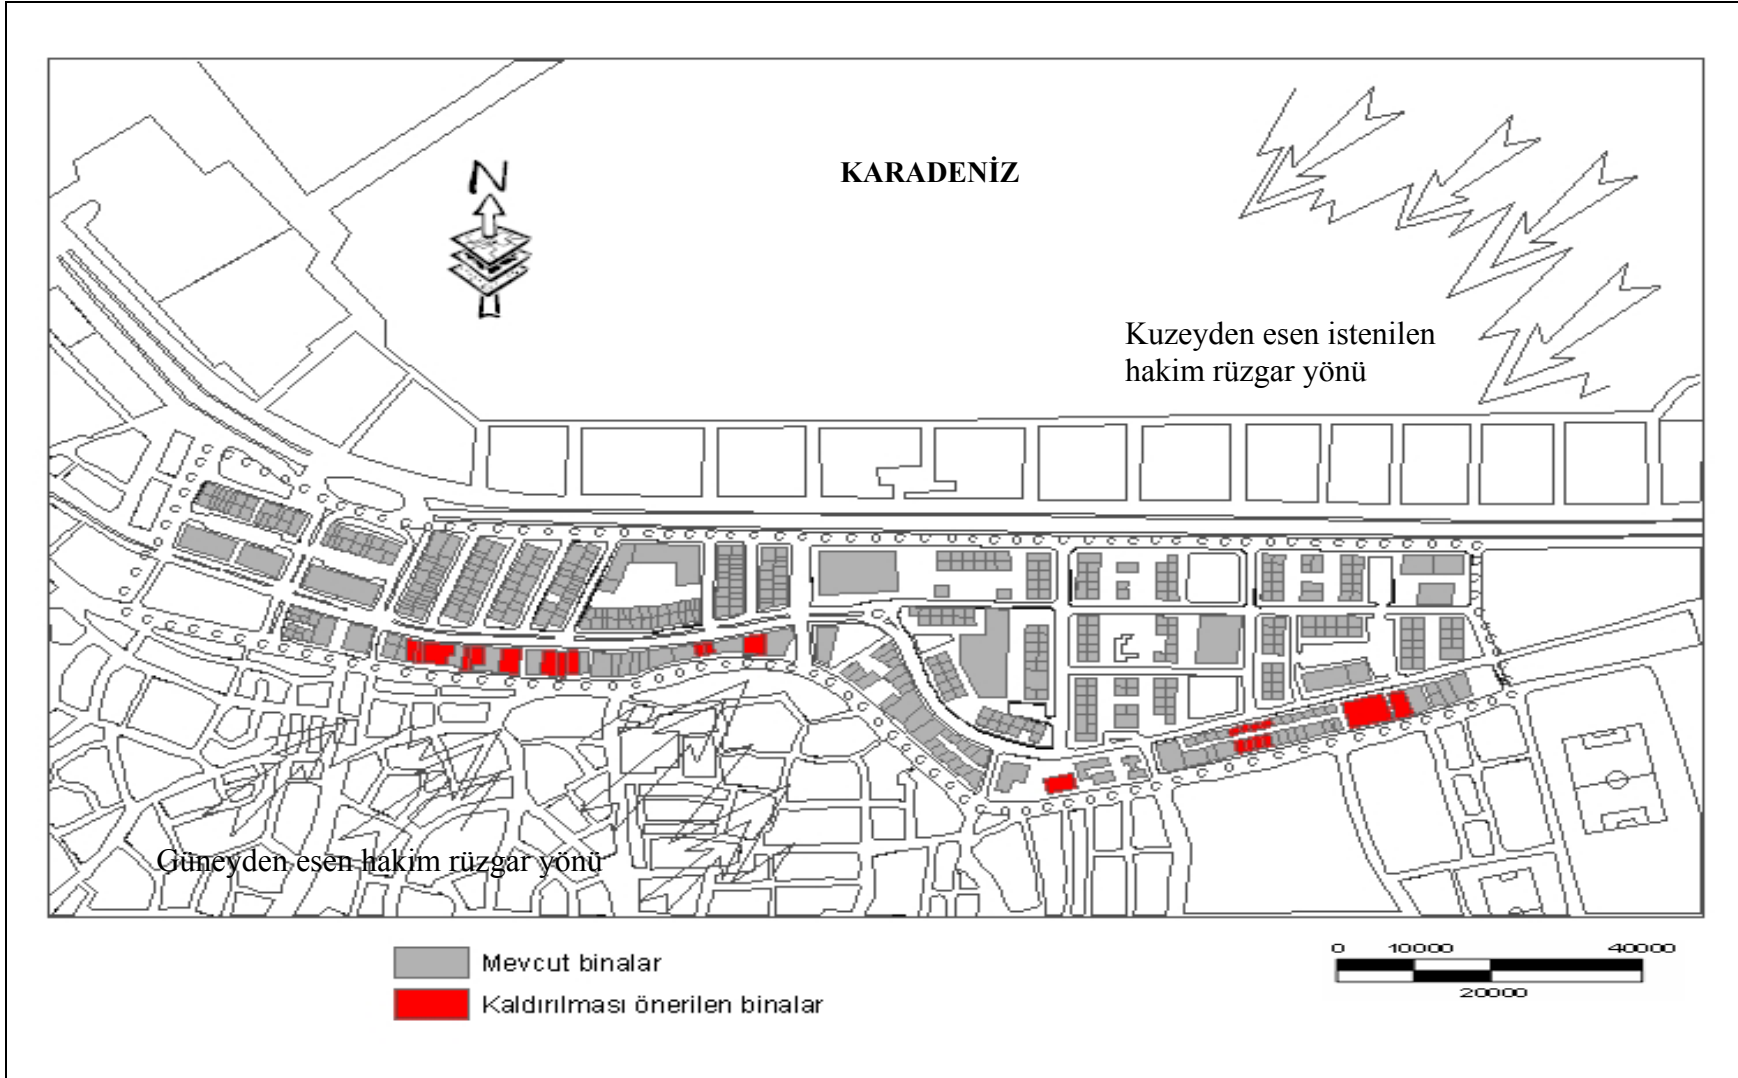 N
KARADENİZ
Kuzeyden esen istenilen
hakim rüzgar yönü
Güneyden esen hakim rüzgar yönü
Mevcut binalar
Kaldırılması önerilen binalar
0 10000 40000
20000